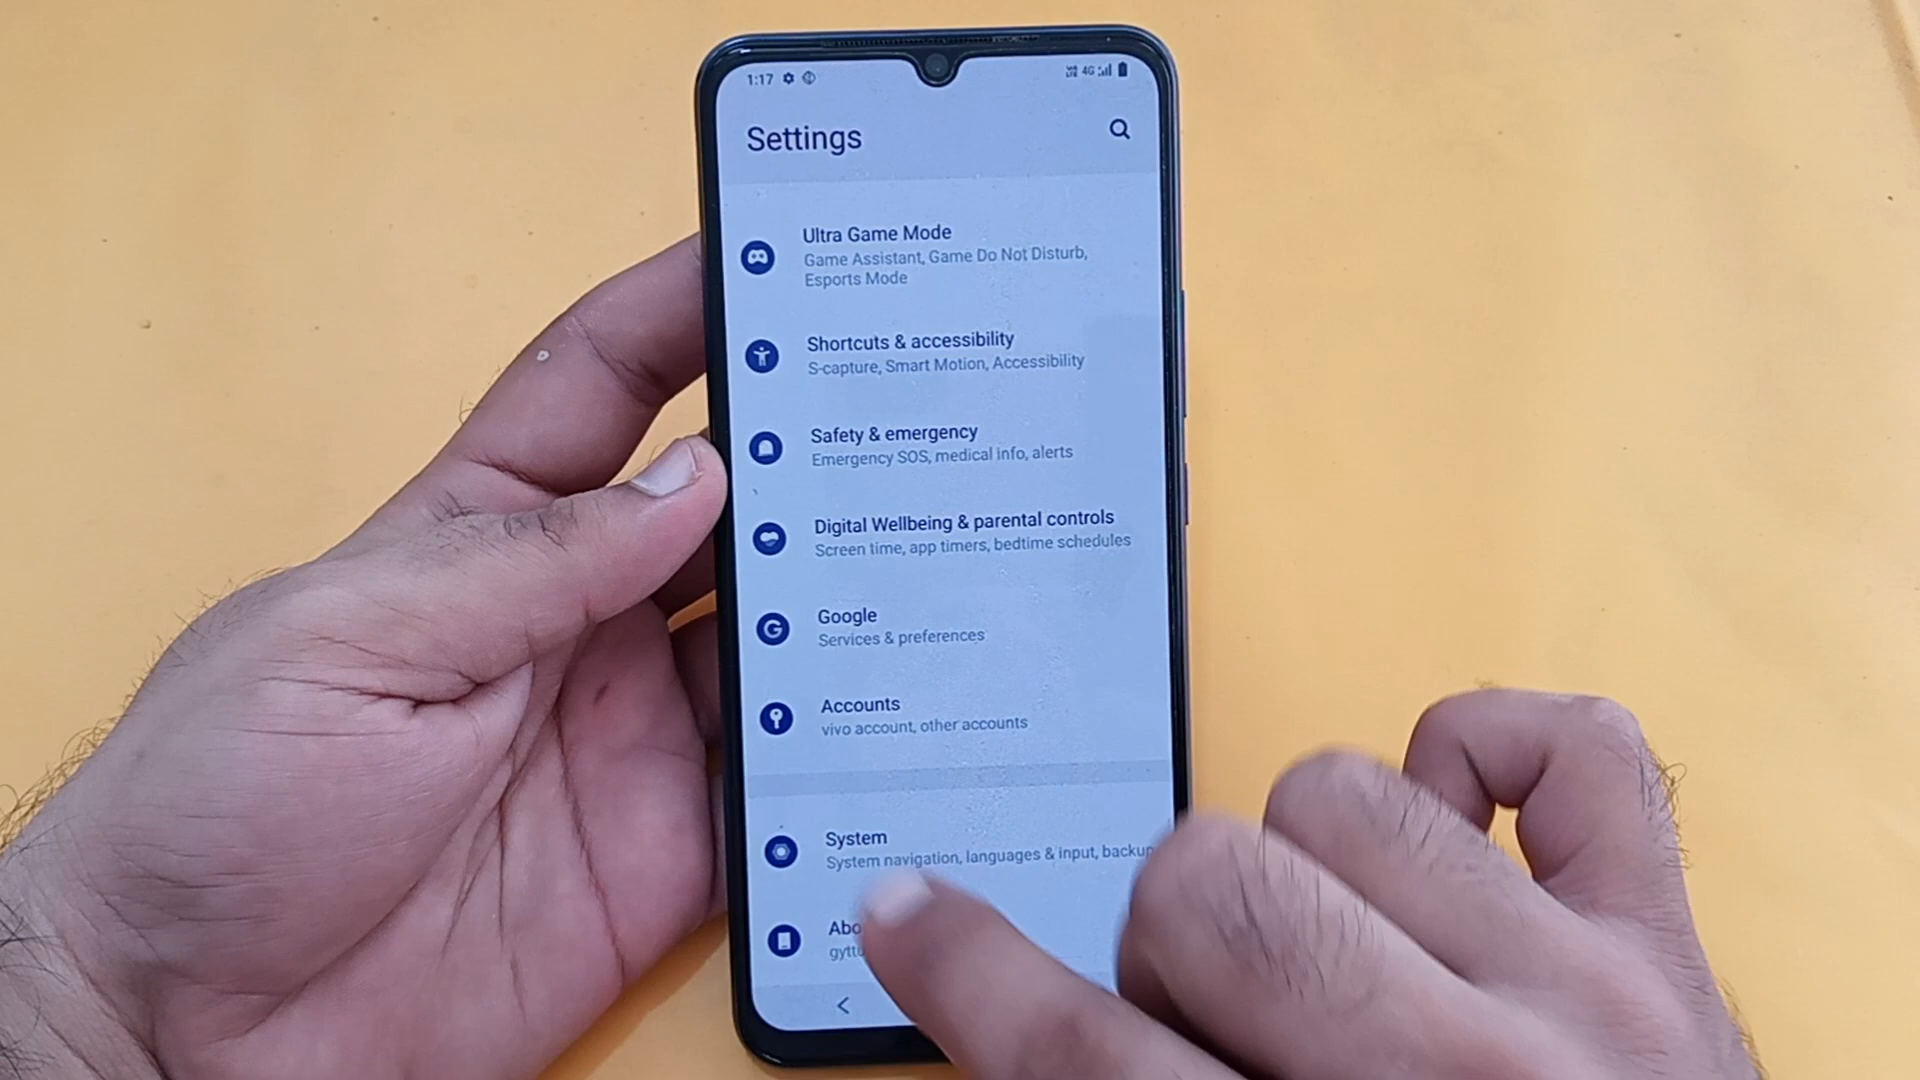 1:17
4G
Settings
Ultra Game Mode
Game Assistant, Game Do Not Disturb,
Esports Mode
Shortcuts & accessibility
S-capture, Smart Motion, Accessibility
Safety & emergency
Emergency SOS, medical info, alerts
Digital Wellbeing & parental controls
Screen time, app timers, bedtime schedules
Google
Services & preferences
Accounts
vivo account, other accounts
System
System navigation, languages & input, backup
Abo
gyttu